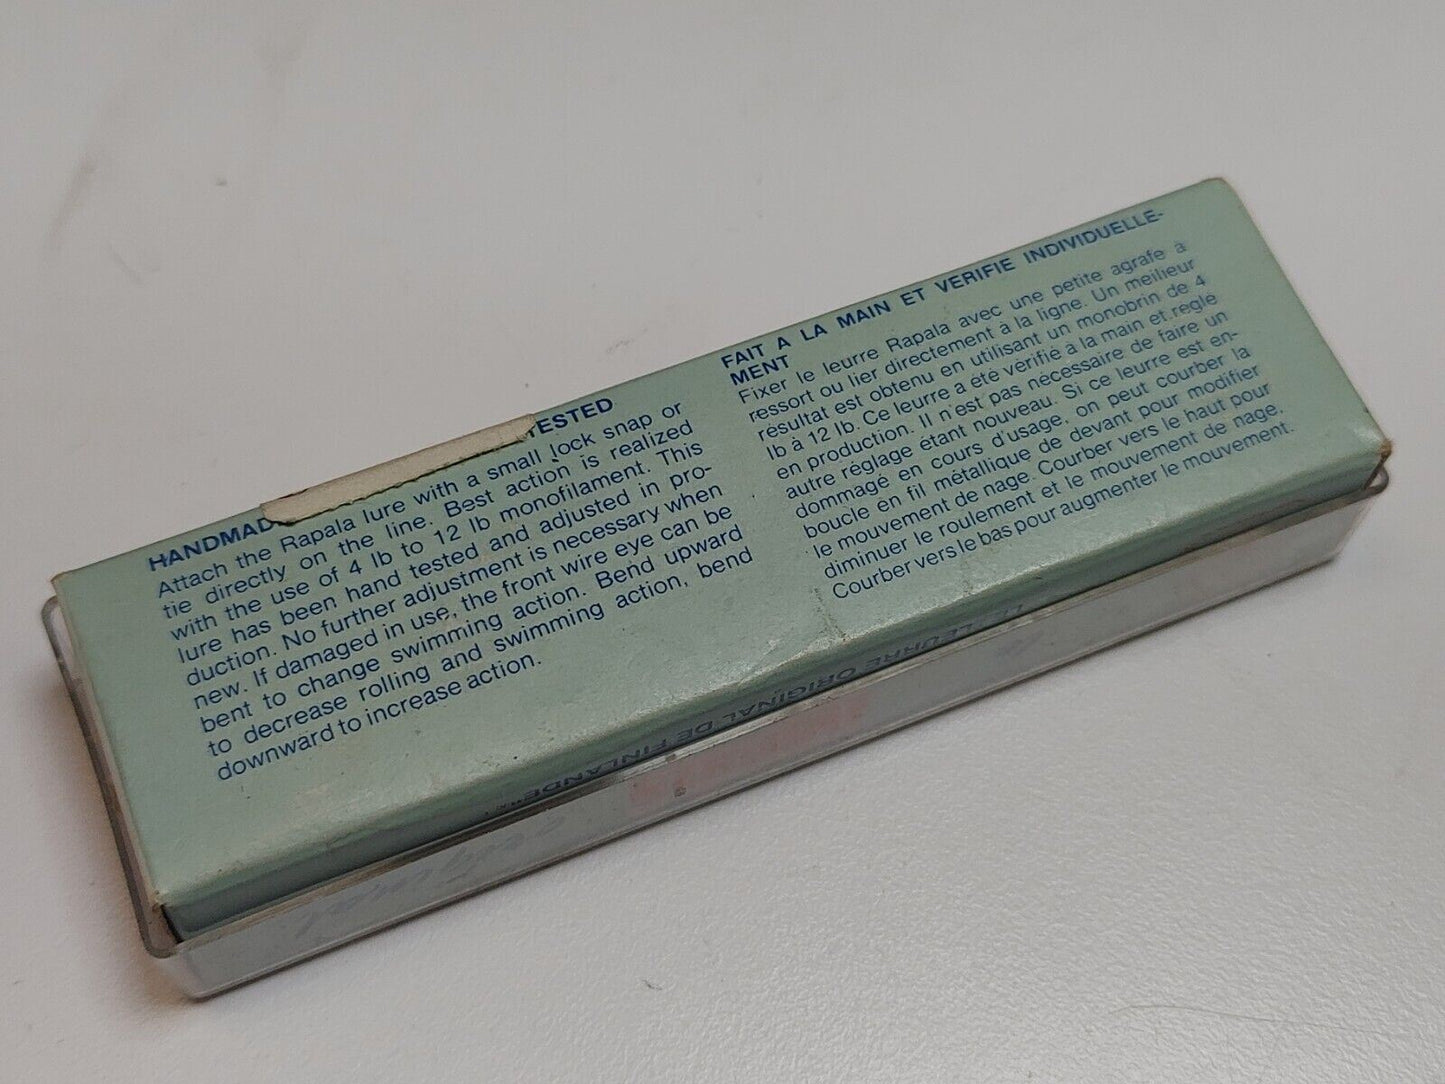 HANDMAD TESTED
Attach the Rapala lure with a small lock snap or
tie directly on the line. Best action is realized
with the use of 4 lb to 12 lb monofilament. This
lure has been hand tested and adjusted in pro-
duction. No further adjustment is necessary when
new. If damaged in use, the front wire eye can be
bent to change swimming action. Bend upward
to decrease rolling and swimming action, bend
downward to increase action.
FAIT A LA MAIN ET VERIFIE INDIVIDUELLE-
MENT
Fixer le leurre Rapala avec une petite agrafe à
ressort ou lier directement à la ligne. Un meilieur
résultat est obtenu en utilisant un monobrin de 4
lb à 12 lb. Ce leurre a été vérifié à la main et réglé
en production. Il n'est pas nécessaire de faire un
autre réglage étant nouveau. Si ce leurre est en-
dommagé en cours d'usage, on peut courber la
boucle en fil métallique de devant pour modifier
le mouvement de nage. Courber vers le haut pour
diminuer le roulement et le mouvement de nage.
Courber vers le bas pour augmenter le mouvement.
LEURRE ORIGINAL DE FINLANDE"